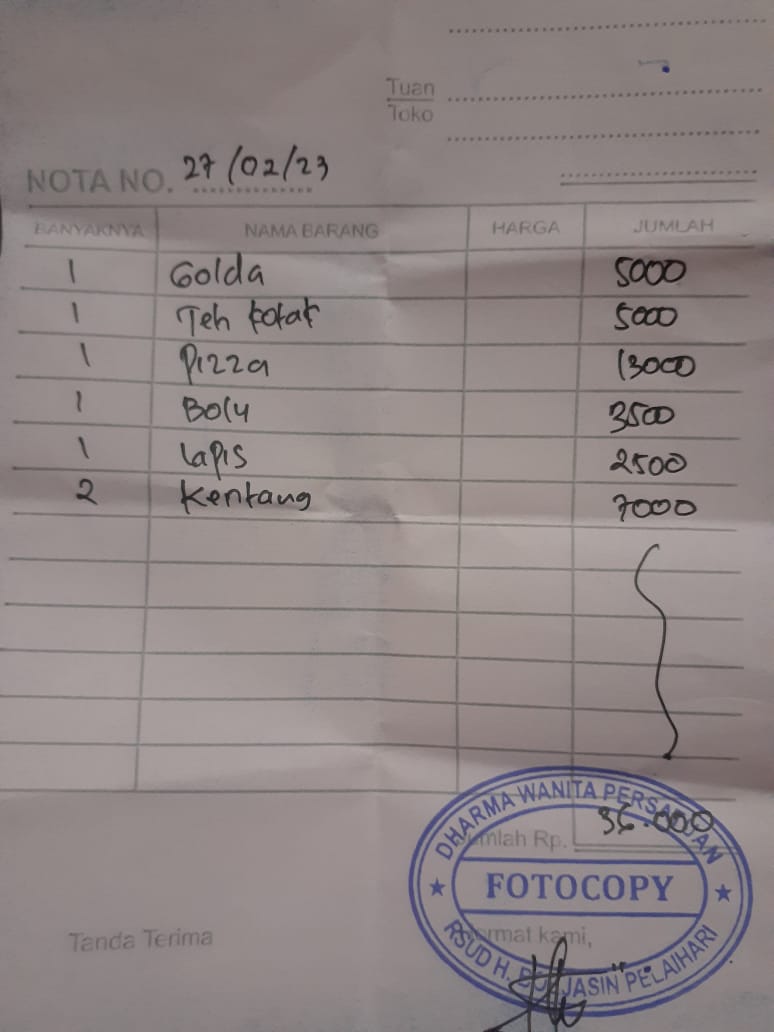 Tuan
Toko
NOTA NO. 27/02/23
BANYAKNYA NAMA BARANG HARGA JUMLAH
1 Golda 5000
1 Teh kotak 5000
1 Pizza 13000
1 Bolu 3500
1 Lapis 2500
2 Kentang 7000
Jumlah Rp. 36.000
DHARMA WANITA PERSATUAN
FOTOCOPY
Tanda Terima
Hormat kami,
RSUD H. JASIN PELAIHARI